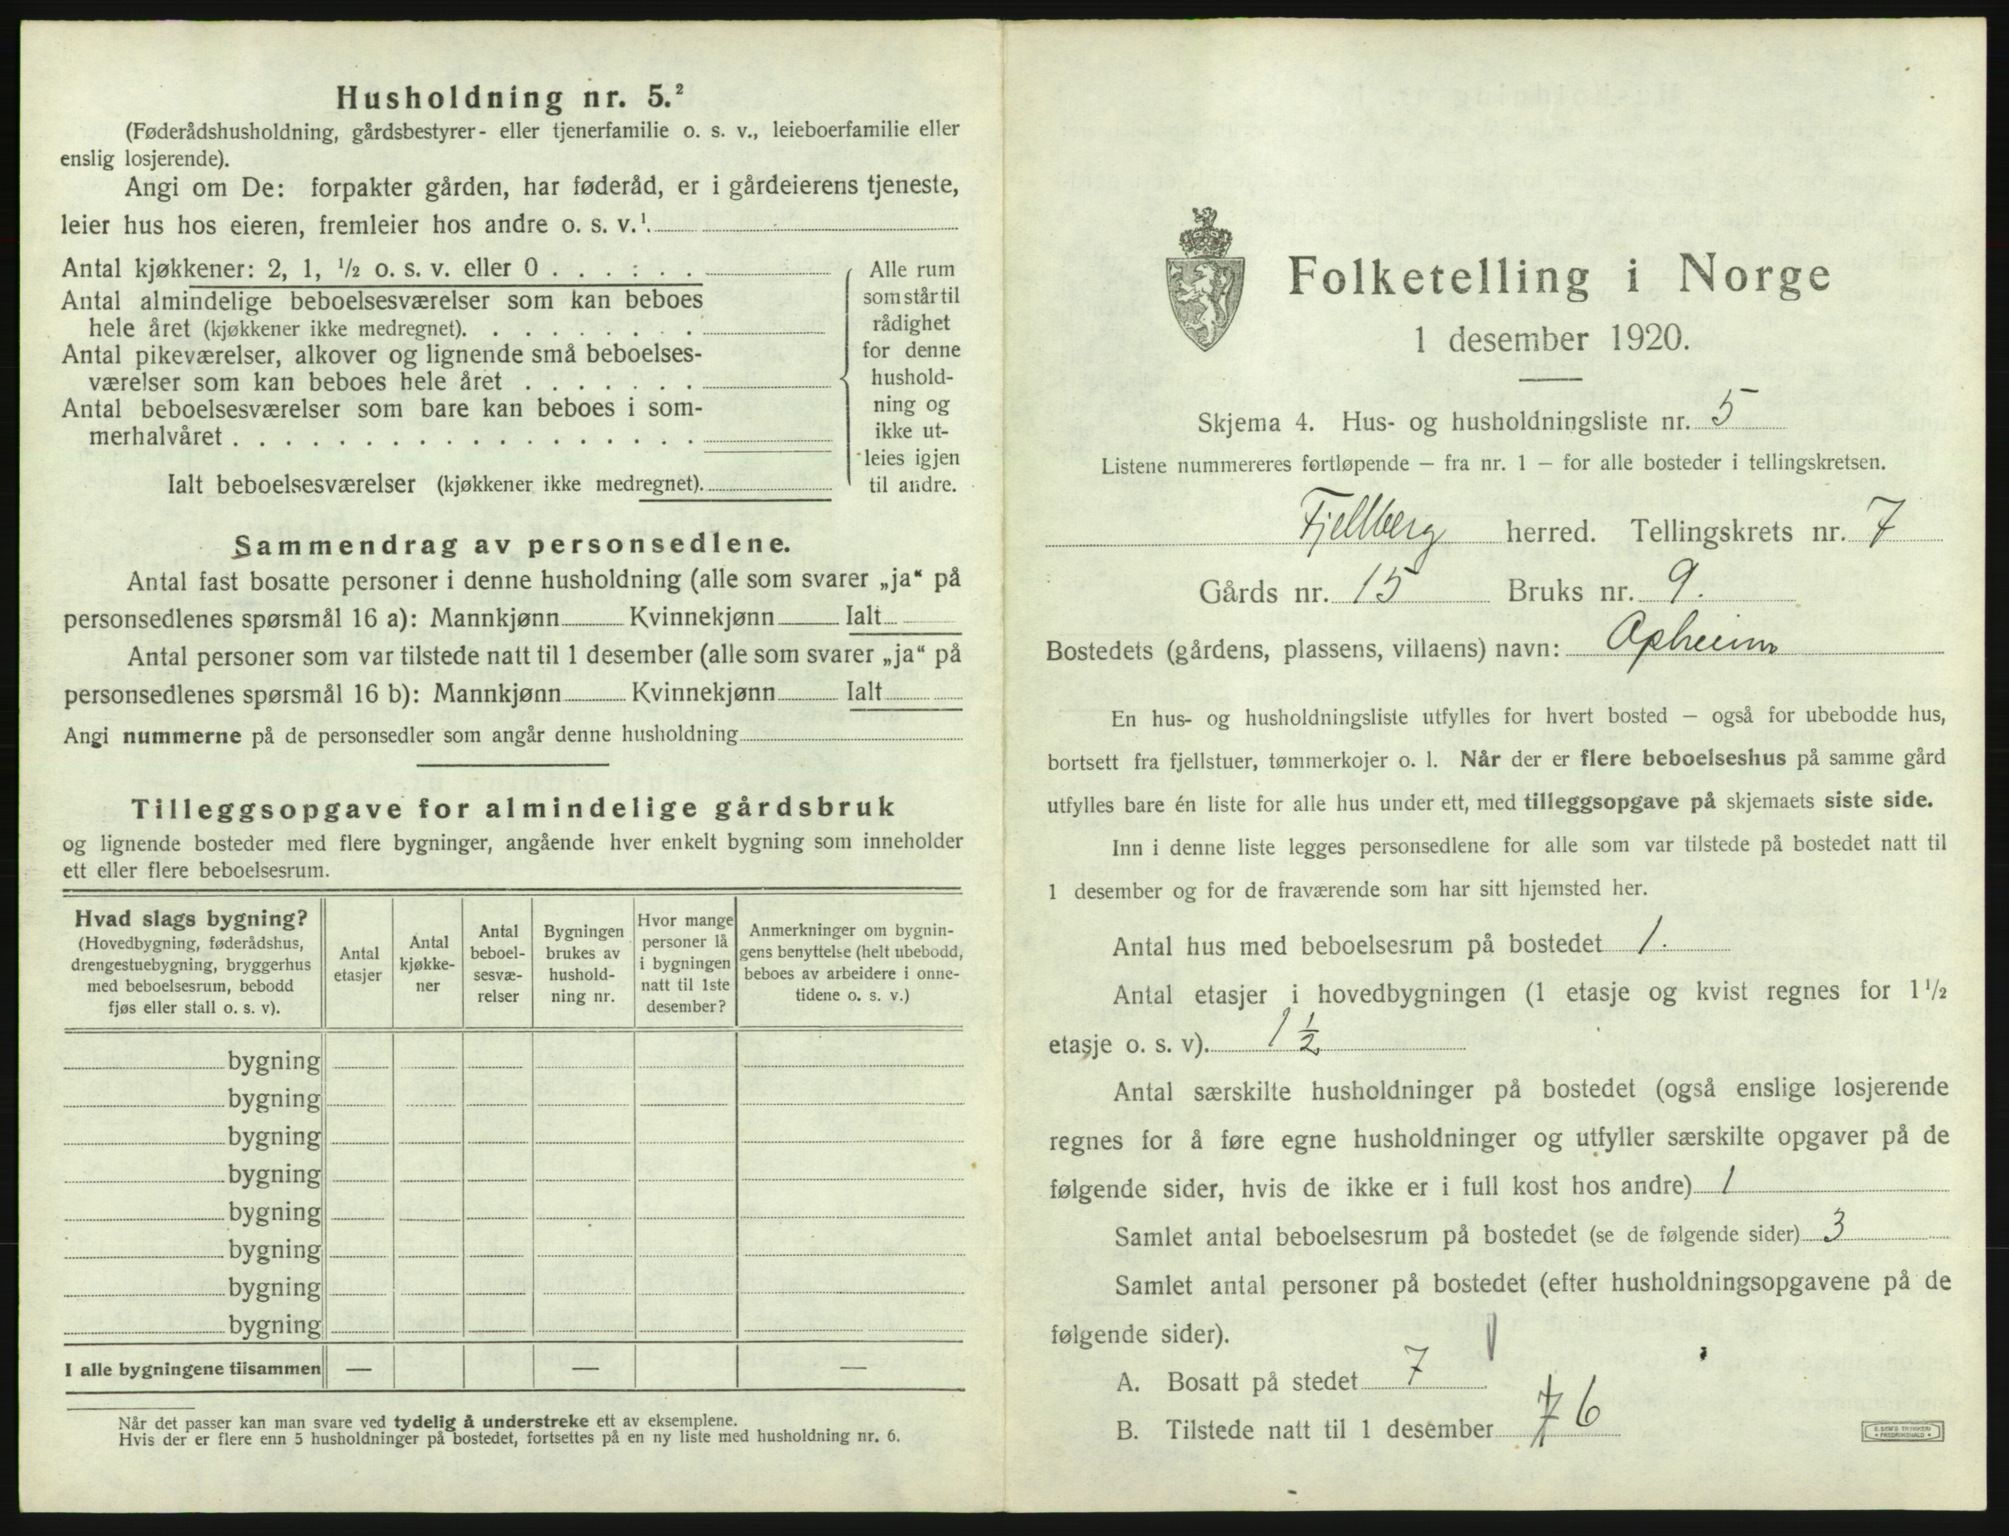 Husholdning nr. 5.²
(Føderådshusholdning, gårdsbestyrer- eller tjenerfamilie o. s. v., leieboerfamilie eller
enslig losjerende).
Angi om De: forpakter gården, har føderåd, er i gårdeierens tjeneste,
leier hus hos eieren, fremleier hos andre o. s. v.¹
Antal kjøkkener: 2, 1, 1/2 o. s. v. eller 0
Antal almindelige beboelsesværelser som kan beboes
hele året (kjøkkener ikke medregnet).
Antal pikeværelser, alkover og lignende små beboelses-
værelser som kan beboes hele året
Antal beboelsesværelser som bare kan beboes i som-
merhalvåret
Ialt beboelsesværelser (kjøkkener ikke medregnet).
Alle rum
som står til
rådighet
for denne
hushold-
ning og
ikke ut-
leies igjen
til andre.
Sammendrag av personsedlene.
Antal fast bosatte personer i denne husholdning (alle som svarer „ja“ på
personsedlenes spørsmål 16 a): Mannkjønn Kvinnekjønn Ialt
Antal personer som var tilstede natt til 1 desember (alle som svarer „ja“ på
personsedlenes spørsmål 16 b): Mannkjønn Kvinnekjønn Ialt
Angi nummerne på de personsedler som angår denne husholdning
Tilleggsopgave for almindelige gårdsbruk
og lignende bosteder med flere bygninger, angående hver enkelt bygning som inneholder
ett eller flere beboelsesrum.
Hvad slags bygning?
(Hovedbygning, føderådshus,
drengestuebygning, bryggerhus
med beboelsesrum, bebodd
fjøs eller stall o. s. v).
Antal
etasjer
Antal
kjøkke-
ner
Antal
beboel-
sesvæ-
relser
Bygningen
brukes av
hushold-
ning nr.
Hvor mange
personer lå
i bygningen
natt til 1ste
desember?
Anmerkninger om bygnin-
gens benyttelse (helt ubebodd,
beboes av arbeidere i onne-
tidene o. s. v.)
bygning
bygning
bygning
bygning
bygning
bygning
bygning
bygning
I alle bygningene tilsammen — — —
Når det passer kan man svare ved tydelig å understreke ett av eksemplene.
Hvis der er flere enn 5 husholdninger på bostedet, fortsettes på en ny liste med husholdning nr. 6.
Folketelling i Norge
1 desember 1920.
Skjema 4. Hus- og husholdningsliste nr. 5
Listene nummereres fortløpende — fra nr. 1 — for alle bosteder i tellingskretsen.
Fjellberg herred. Tellingskrets nr. 7
Gårds nr. 15 Bruks nr. 9.
Bostedets (gårdens, plassens, villaens) navn: Opheim
En hus- og husholdningsliste utfylles for hvert bosted — også for ubebodde hus,
bortsett fra fjellstuer, tømmerkojer o. l. Når der er flere beboelseshus på samme gård
utfylles bare én liste for alle hus under ett, med tilleggsopgave på skjemaets siste side.
Inn i denne liste legges personsedlene for alle som var tilstede på bostedet natt til
1 desember og for de fraværende som har sitt hjemsted her.
Antal hus med beboelsesrum på bostedet 1.
Antal etasjer i hovedbygningen (1 etasje og kvist regnes for 1 1/2
etasje o. s. v). 1 1/2
Antal særskilte husholdninger på bostedet (også enslige losjerende
regnes for å føre egne husholdninger og utfyller særskilte opgaver på de
følgende sider, hvis de ikke er i full kost hos andre) 1
Samlet antal beboelsesrum på bostedet (se de følgende sider) 3
Samlet antal personer på bostedet (efter husholdningsopgavene på de
følgende sider).
A. Bosatt på stedet 7
B. Tilstede natt til 1 desember 7 6